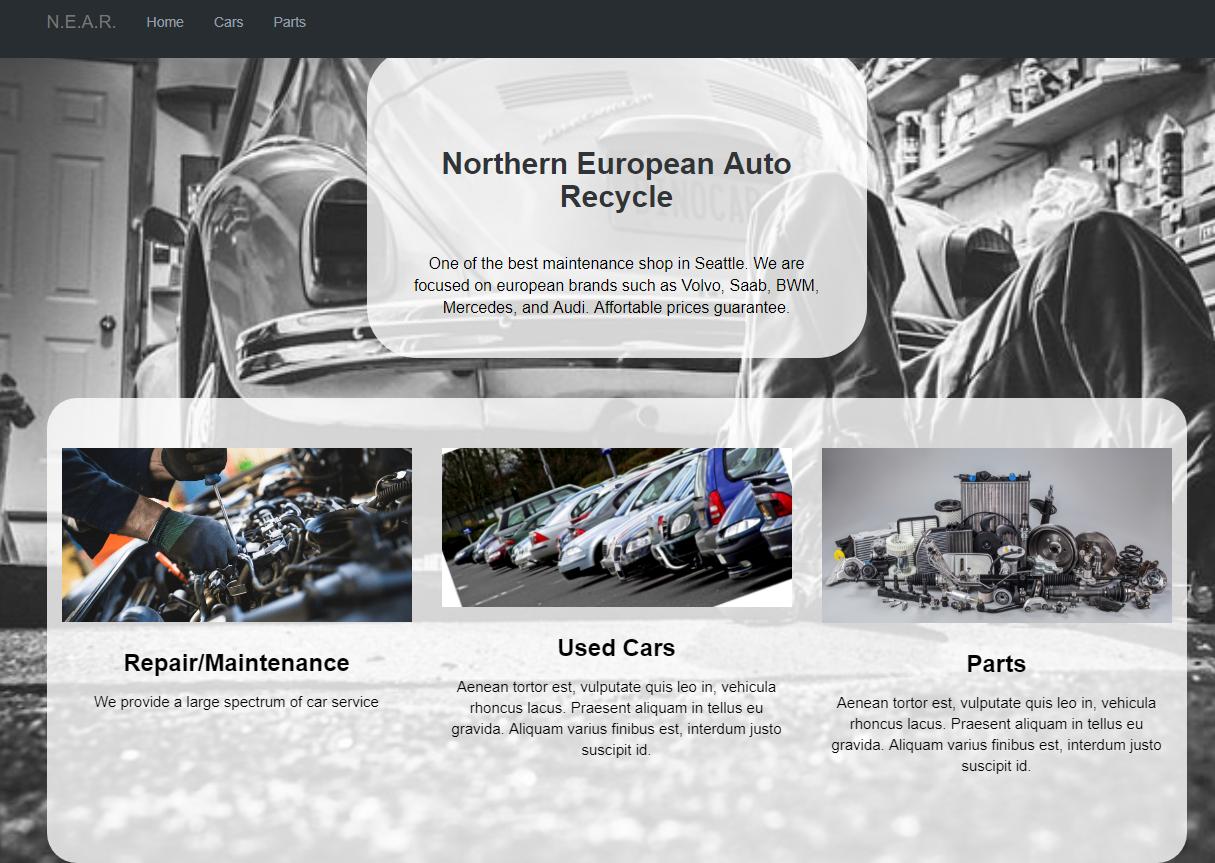 N.E.A.R. Home Cars Parts
Northern European Auto
Recycle
One of the best maintenance shop in Seattle. We are
focused on european brands such as Volvo, Saab, BWM,
Mercedes, and Audi. Affortable prices guarantee.
Repair/Maintenance
We provide a large spectrum of car service
Used Cars
Aenean tortor est, vulputate quis leo in, vehicula
rhoncus lacus. Praesent aliquam in tellus eu
gravida. Aliquam varius finibus est, interdum justo
suscipit id.
Parts
Aenean tortor est, vulputate quis leo in, vehicula
rhoncus lacus. Praesent aliquam in tellus eu
gravida. Aliquam varius finibus est, interdum justo
suscipit id.